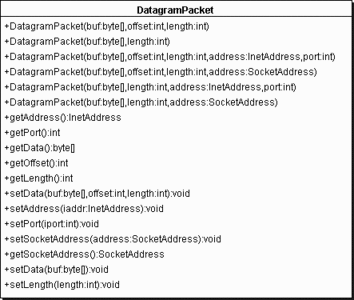 DatagramPacket
+DatagramPacket(buf:byte[],offset:int,length:int)
+DatagramPacket(buf:byte[],length:int)
+DatagramPacket(buf:byte[],offset:int,length:int,address:InetAddress,port:int)
+DatagramPacket(buf:byte[],offset:int,length:int,address:SocketAddress)
+DatagramPacket(buf:byte[],length:int,address:InetAddress,port:int)
+DatagramPacket(buf:byte[],length:int,address:SocketAddress)
+getAddress():InetAddress
+getPort():int
+getData():byte[]
+getOffset():int
+getLength():int
+setData(buf:byte[],offset:int,length:int):void
+setAddress(iaddr:InetAddress):void
+setPort(iport:int):void
+setSocketAddress(address:SocketAddress):void
+getSocketAddress():SocketAddress
+setData(buf:byte[]):void
+setLength(length:int):void